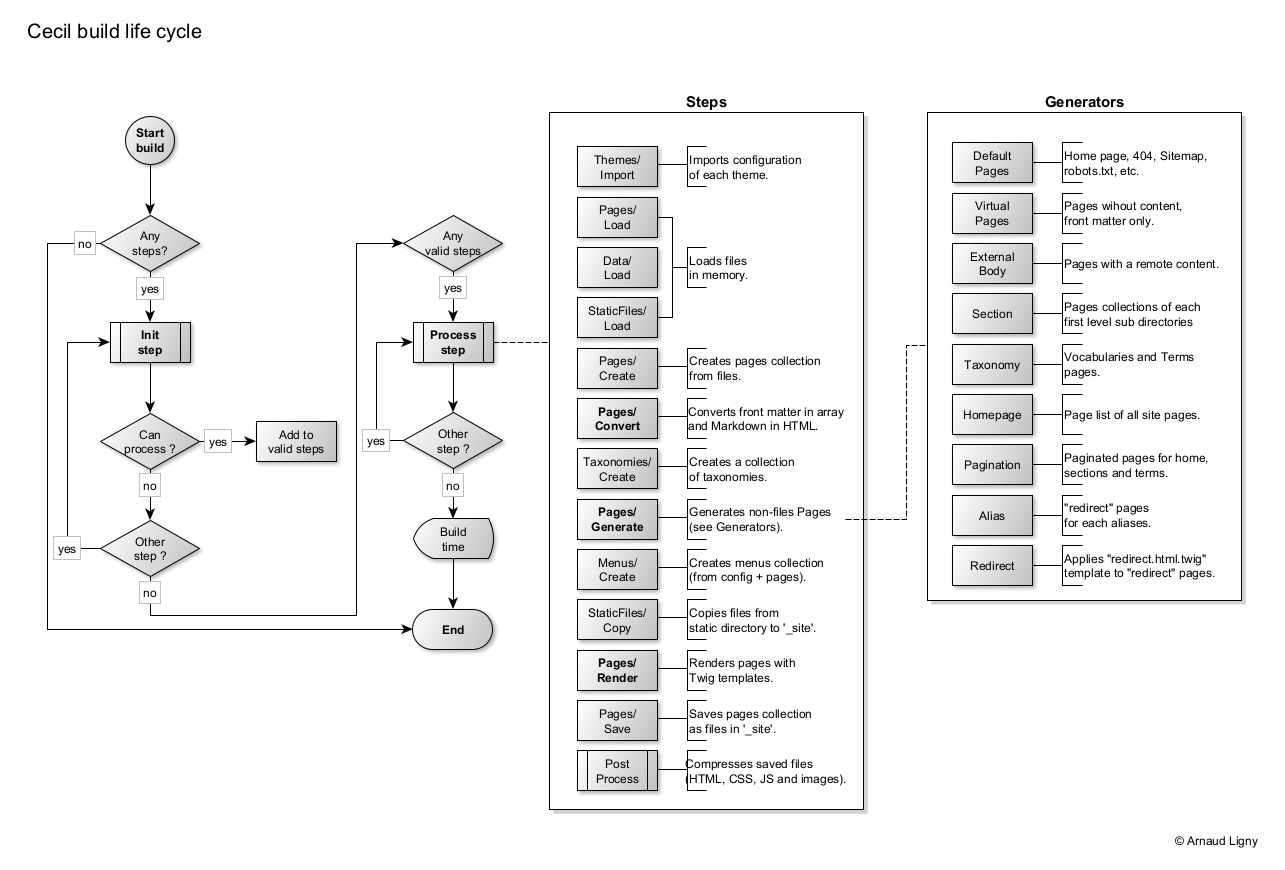 Cecil build life cycle
Start
build
Any
steps?
no
yes
Init
step
Can
process ?
yes
Add to
valid steps
no
Other
step ?
yes
no
Any
valid steps
yes
Process
step
Other
step ?
yes
no
Build
time
End
Steps
Themes/
Import
Imports configuration
of each theme.
Pages/
Load
Data/
Load
StaticFiles/
Load
Loads files
in memory.
Pages/
Create
Creates pages collection
from files.
Pages/
Convert
Converts front matter in array
and Markdown in HTML.
Taxonomies/
Create
Creates a collection
of taxonomies.
Pages/
Generate
Generates non-files Pages
(see Generators).
Menus/
Create
Creates menus collection
(from config + pages).
StaticFiles/
Copy
Copies files from
static directory to '_site'.
Pages/
Render
Renders pages with
Twig templates.
Pages/
Save
Saves pages collection
as files in '_site'.
Post
Process
Compresses saved files
(HTML, CSS, JS and images).
Generators
Default
Pages
Home page, 404, Sitemap,
robots.txt, etc.
Virtual
Pages
Pages wihout content,
front matter only.
External
Body
Pages with a remote content.
Section
Pages collections of each
first level sub directories
Taxonomy
Vocabularies and Terms
pages.
Homepage
Page list of all site pages.
Pagination
Paginated pages for home,
sections and terms.
Alias
"redirect" pages
for each aliases.
Redirect
Applies "redirect.html.twig"
template to "redirect" pages.
© Arnaud Ligny